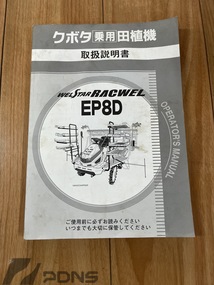 クボタ乗用田植機
取扱説明書
WELSTAR RACWEL
EP8D
OPERATOR'S MANUAL
ご使用前に必ずお読みください
いつまでも大切に保管してください
PDNS